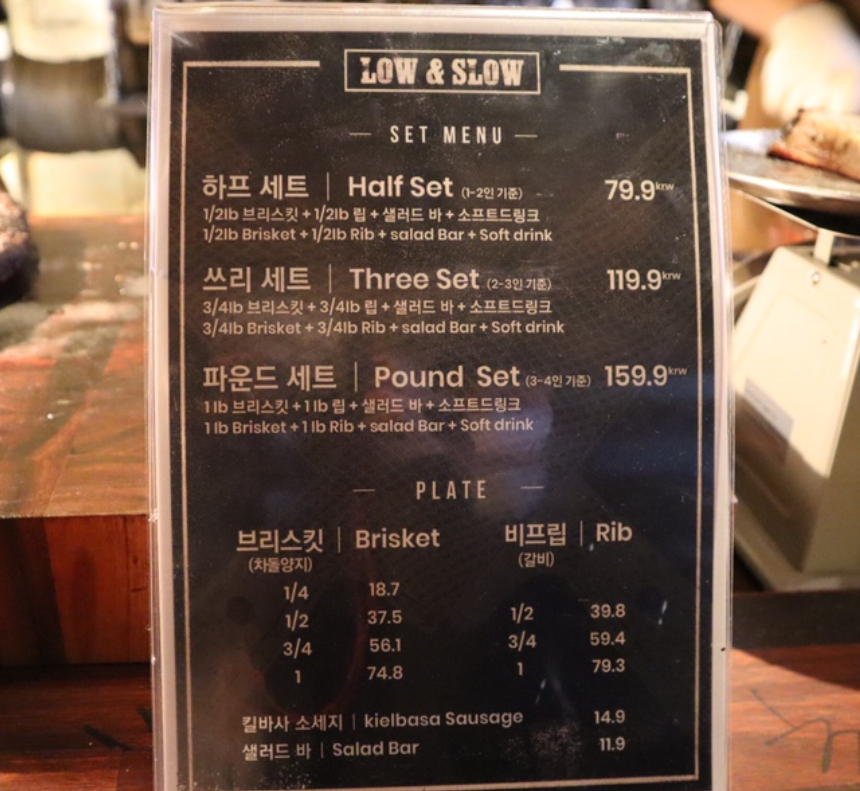 LOW & SLOW
SET MENU
하프 세트 | Half Set (1-2인 기준) 79.9krw
1/2lb 브리스킷 + 1/2lb 립 + 샐러드 바 + 소프트드링크
1/2lb Brisket + 1/2lb Rib + salad Bar + Soft drink
쓰리 세트 | Three Set (2-3인 기준) 119.9krw
3/4lb 브리스킷 + 3/4lb 립 + 샐러드 바 + 소프트드링크
3/4lb Brisket + 3/4lb Rib + salad Bar + Soft drink
파운드 세트 | Pound Set (3-4인 기준) 159.9krw
1 lb 브리스킷 + 1 lb 립 + 샐러드 바 + 소프트드링크
1 lb Brisket + 1 lb Rib + salad Bar + Soft drink
PLATE
브리스킷 | Brisket 비프립 | Rib
(차돌양지) (갈비)
1/4 18.7
1/2 37.5 1/2 39.8
3/4 56.1 3/4 59.4
1 74.8 1 79.3
킬바사 소세지 | kielbasa Sausage 14.9
샐러드 바 | Salad Bar 11.9